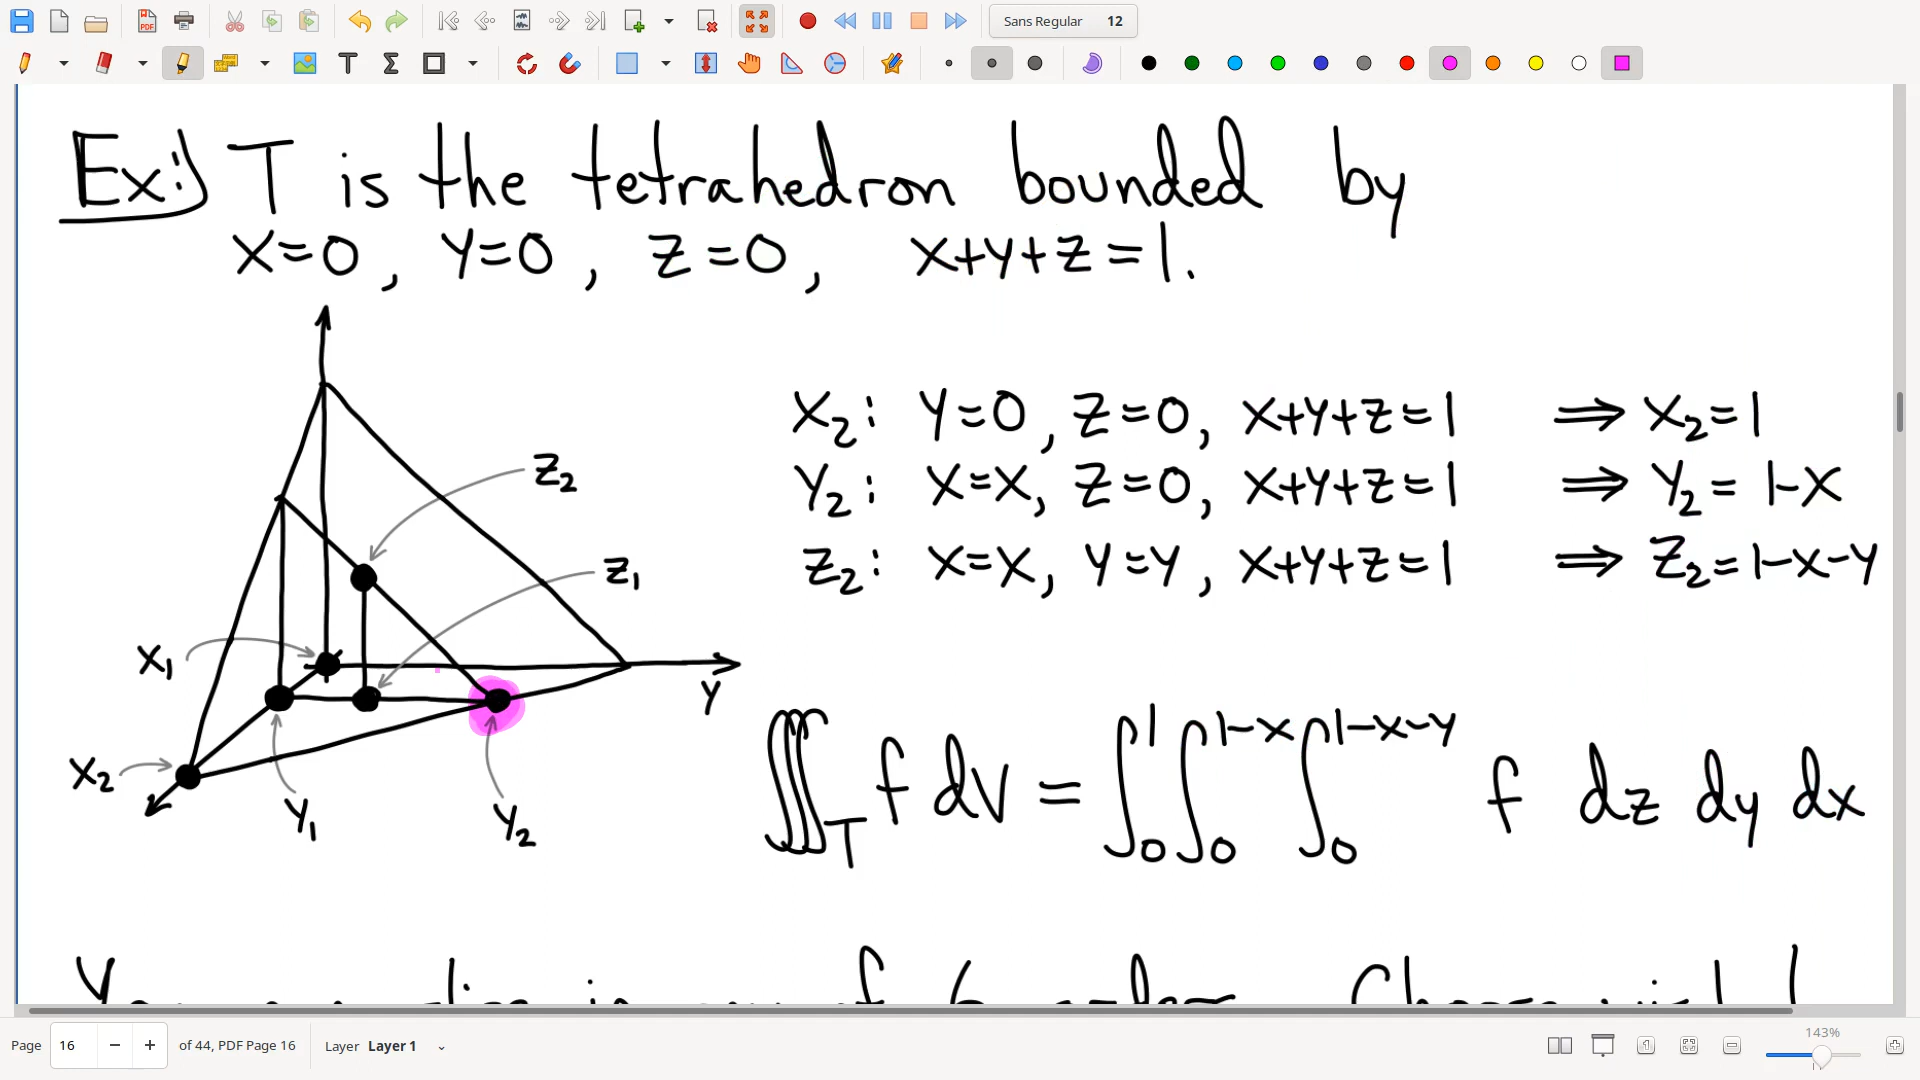 Sans Regular 12
Ex:) T is the tetrahedron bounded by
x=0, y=0, z=0, x+y+z=1.
x₂: y=0, z=0, x+y+z=1 ⟹ x₂=1
y₂: x=x, z=0, x+y+z=1 ⟹ y₂=1-x
z₂: x=x, y=y, x+y+z=1 ⟹ z₂=1-x-y
z₂
z₁
x₁
y
x₂
y₁
y₂
∭_T f dV = ∫₀¹ ∫₀^{1-x} ∫₀^{1-x-y} f dz dy dx
Page 16 of 44, PDF Page 16 Layer Layer 1 143%